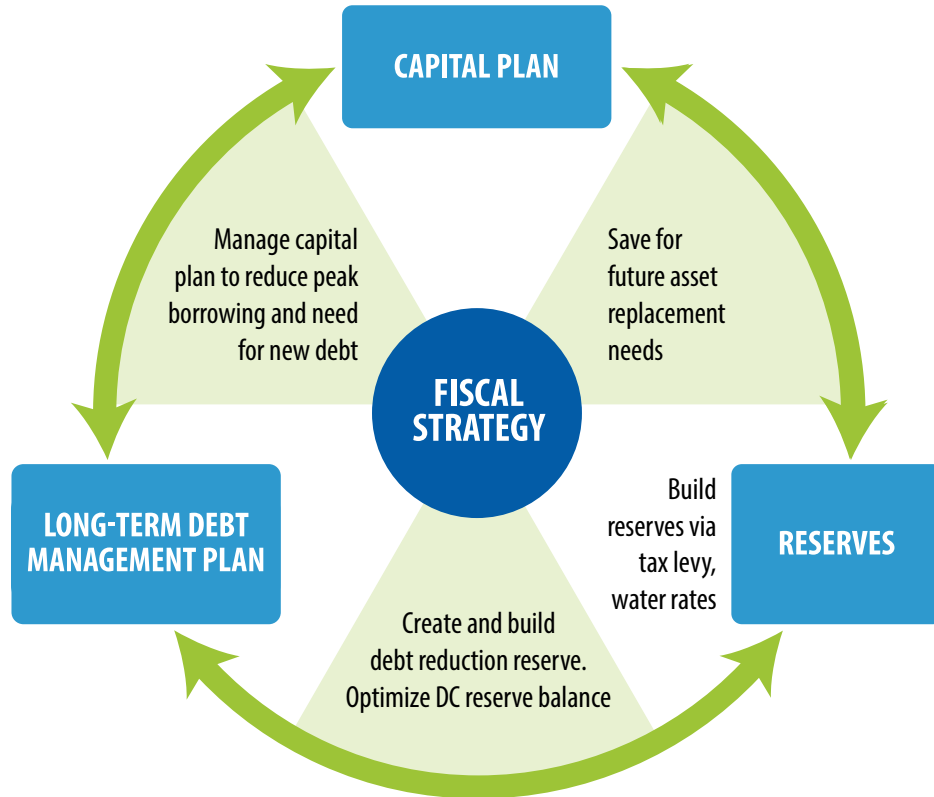 CAPITAL PLAN
Manage capital
plan to reduce peak
borrowing and need
for new debt
Save for
future asset
replacement
needs
FISCAL
STRATEGY
LONG-TERM DEBT
MANAGEMENT PLAN
Build
reserves via
tax levy,
water rates
RESERVES
Create and build
debt reduction reserve.
Optimize DC reserve balance